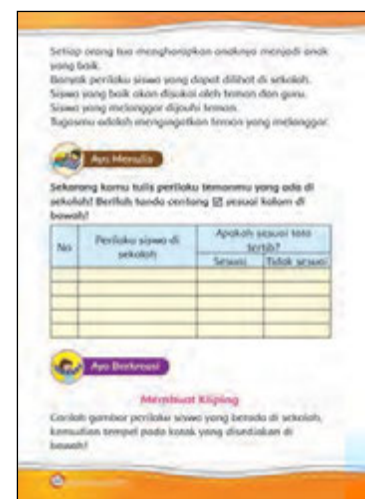 Setiap orang tua mengharapkan anaknya menjadi anak
yang baik.
Banyak perilaku siswa yang dapat dilihat di sekolah.
Siswa yang baik akan disukai oleh teman dan guru.
Siswa yang melanggar dijauhi teman.
Tugasmu adalah mengingatkan teman yang melanggar.
Ayo Menulis
Sekarang kamu tulis perilaku temanmu yang ada di
sekolah! Berilah tanda centang ☑ sesuai kolom di
bawah!
No Perilaku siswa di sekolah Apakah sesuai tata tertib?
Sesuai Tidak sesuai
Ayo Berkreasi
Membuat Kliping
Carilah gambar perilaku siswa yang berada di sekolah,
kemudian tempel pada kotak yang disediakan di
bawah!